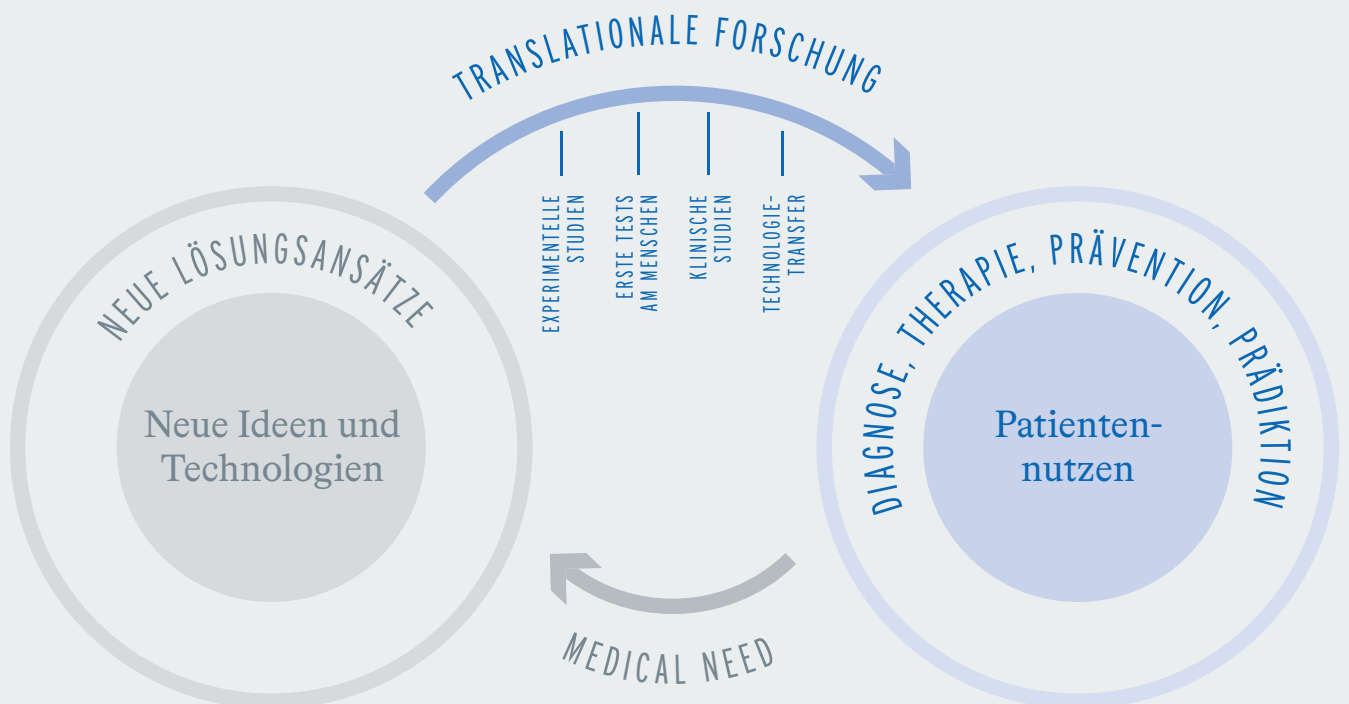 TRANSLATIONALE FORSCHUNG
EXPERIMENTELLE
STUDIEN
ERSTE TESTS
AM MENSCHEN
KLINISCHE
STUDIEN
TECHNOLOGIE-
TRANSFER
NEUE LÖSUNGSANSÄTZE
Neue Ideen und
Technologien
DIAGNOSE, THERAPIE, PRÄVENTION, PRÄDIKTION
Patienten-
nutzen
MEDICAL NEED